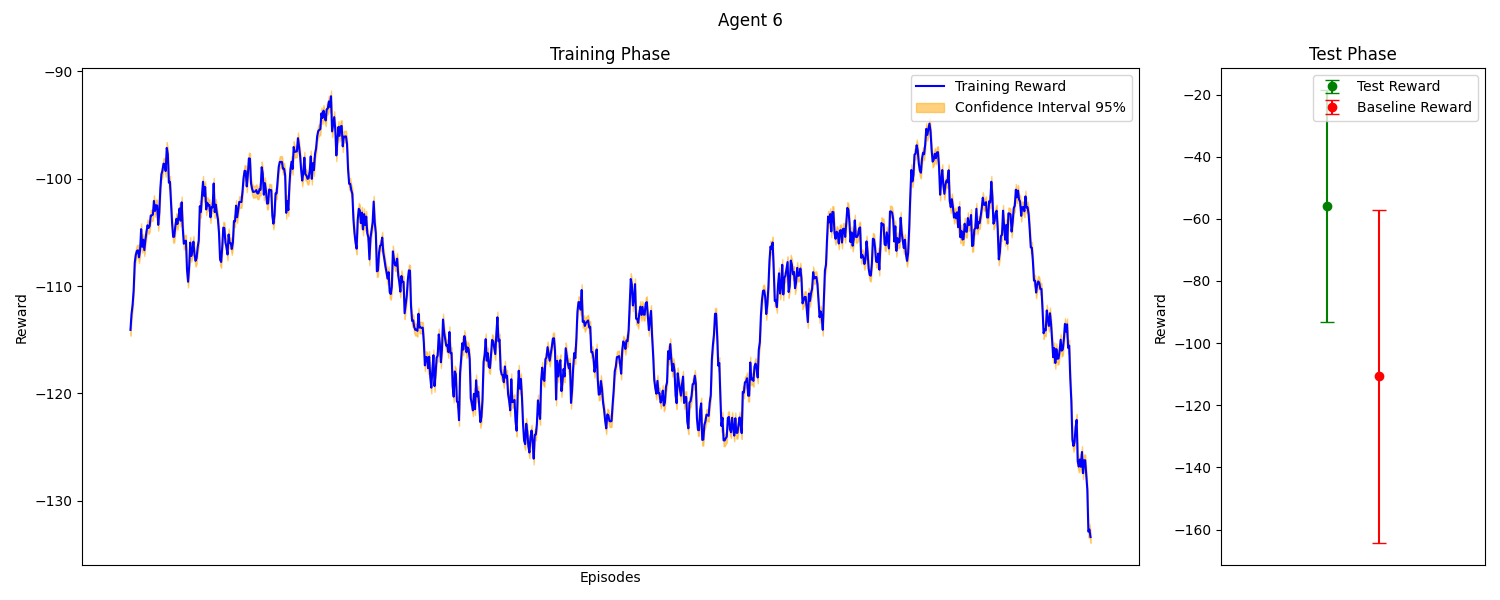 Agent 6
Training Phase
Reward
−90
−100
−110
−120
−130
Training Reward
Confidence Interval 95%
Episodes
Test Phase
Reward
−20
−40
−60
−80
−100
−120
−140
−160
Test Reward
Baseline Reward